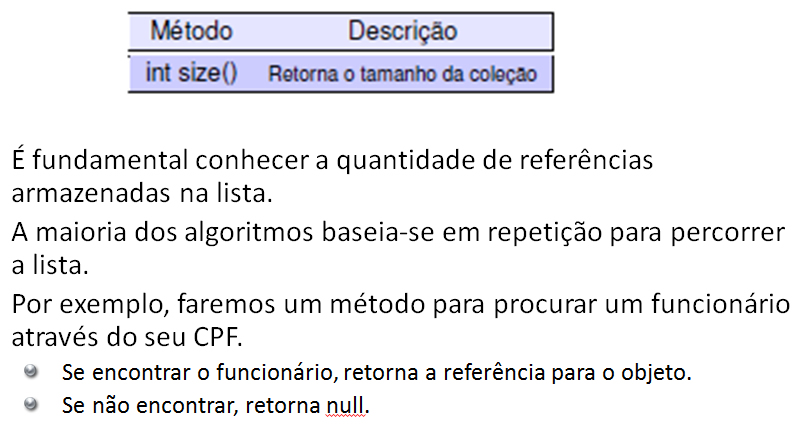 Método Descrição
int size() Retorna o tamanho da coleção
É fundamental conhecer a quantidade de referências
armazenadas na lista.
A maioria dos algoritmos baseia-se em repetição para percorrer
a lista.
Por exemplo, faremos um método para procurar um funcionário
através do seu CPF.
Se encontrar o funcionário, retorna a referência para o objeto.
Se não encontrar, retorna null.